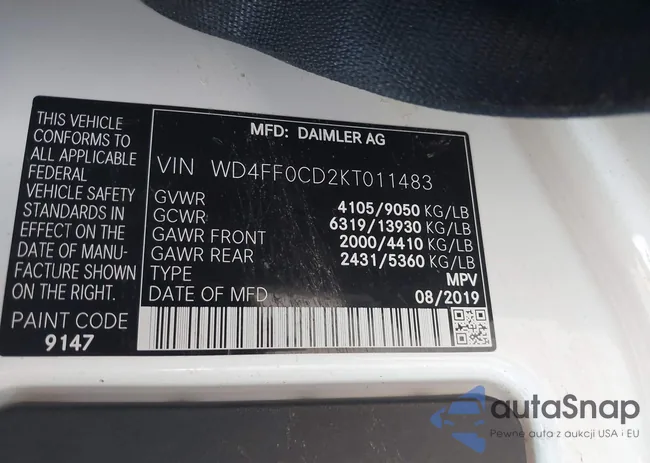 THIS VEHICLE
CONFORMS TO
ALL APPLICABLE
FEDERAL
VEHICLE SAFETY
STANDARDS IN
EFFECT ON THE
DATE OF MANU-
FACTURE SHOWN
ON THE RIGHT.
PAINT CODE
9147
MFD: DAIMLER AG
VIN WD4FF0CD2KT011483
GVWR 4105/9050 KG/LB
GCWR 6319/13930 KG/LB
GAWR FRONT 2000/4410 KG/LB
GAWR REAR 2431/5360 KG/LB
TYPE MPV
DATE OF MFD 08/2019
autaSnap
Pewne auta z aukcji USA i EU